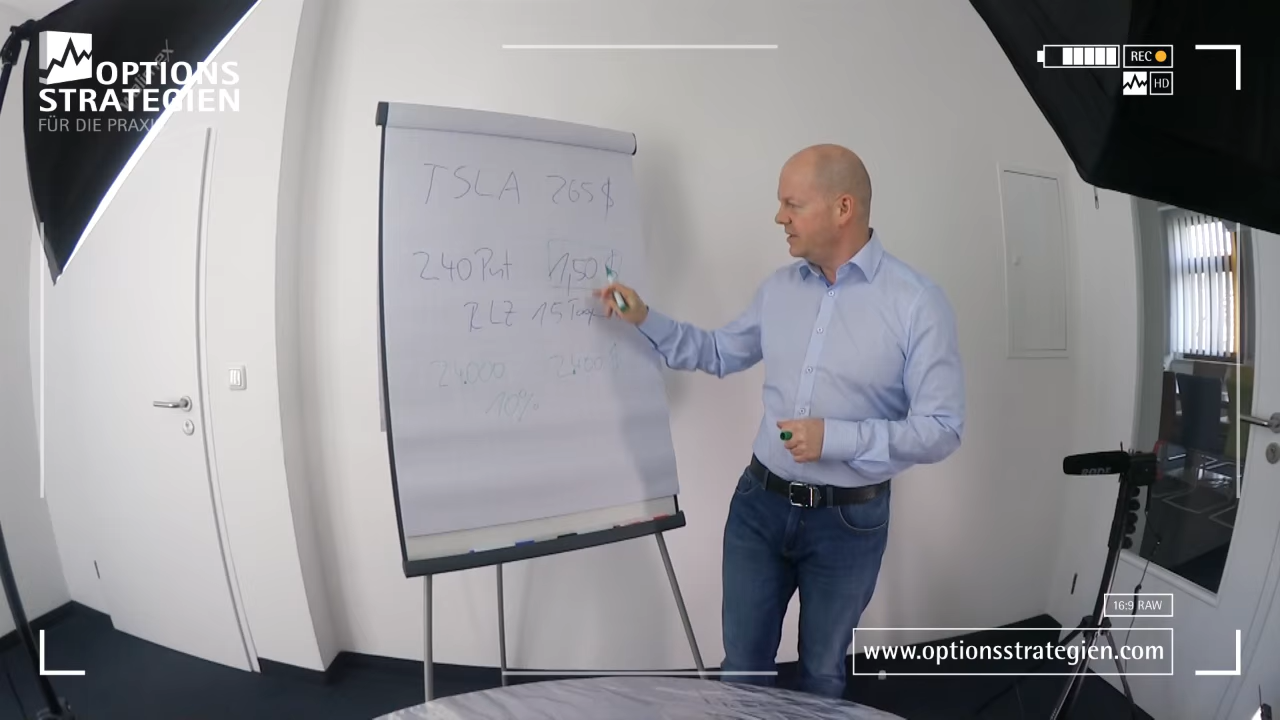 OPTIONS
STRATEGIEN
FÜR DIE PRAXIS
REC
HD
TSLA 265$
240 Put 1,50 $
RLZ 15 Tage
24000 2400 $
10%
RODE
16:9 RAW
www.optionsstrategien.com